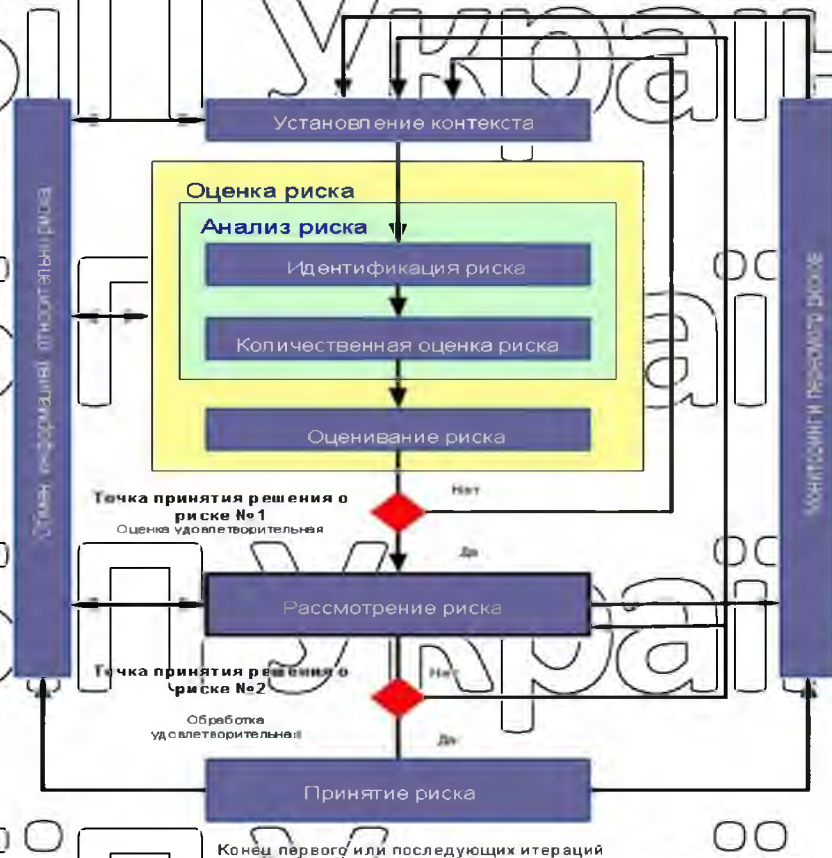 Установление контекста
Оценка риска
Анализ риска
Идентификация риска
Количественная оценка риска
Оценивание риска
Точка принятия решения о
риске №1
Оценка удовлетворительная
Нет
Да
Рассмотрение риска
Точка принятия решения о
риске №2
Обработка
удовлетворительная
Нет
Да
Принятие риска
Конец первого или последующих итераций
Обмен информацией относительно риска
Мониторинг и пересмотр рисков